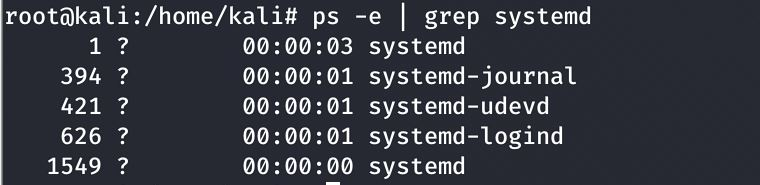 root@kali:/home/kali# ps -e | grep systemd
      1 ?        00:00:03 systemd
    394 ?        00:00:01 systemd-journal
    421 ?        00:00:01 systemd-udevd
    626 ?        00:00:01 systemd-logind
   1549 ?        00:00:00 systemd